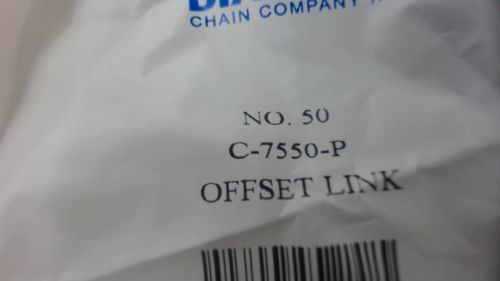 CHAIN COMPANY
NO. 50
C-7550-P
OFFSET LINK